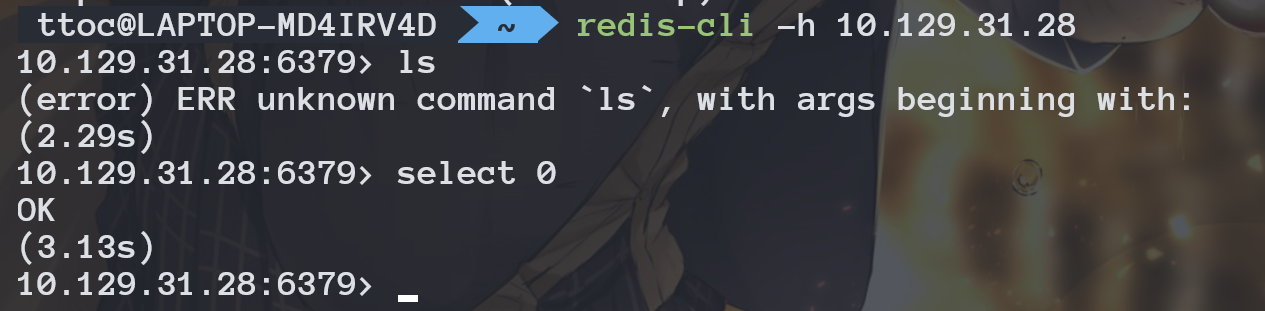 ttoc@LAPTOP-MD4IRV4D ~ redis-cli -h 10.129.31.28
10.129.31.28:6379> ls
(error) ERR unknown command `ls`, with args beginning with:
(2.29s)
10.129.31.28:6379> select 0
OK
(3.13s)
10.129.31.28:6379>